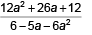 12a² + 26a + 12
6 – 5a – 6a²